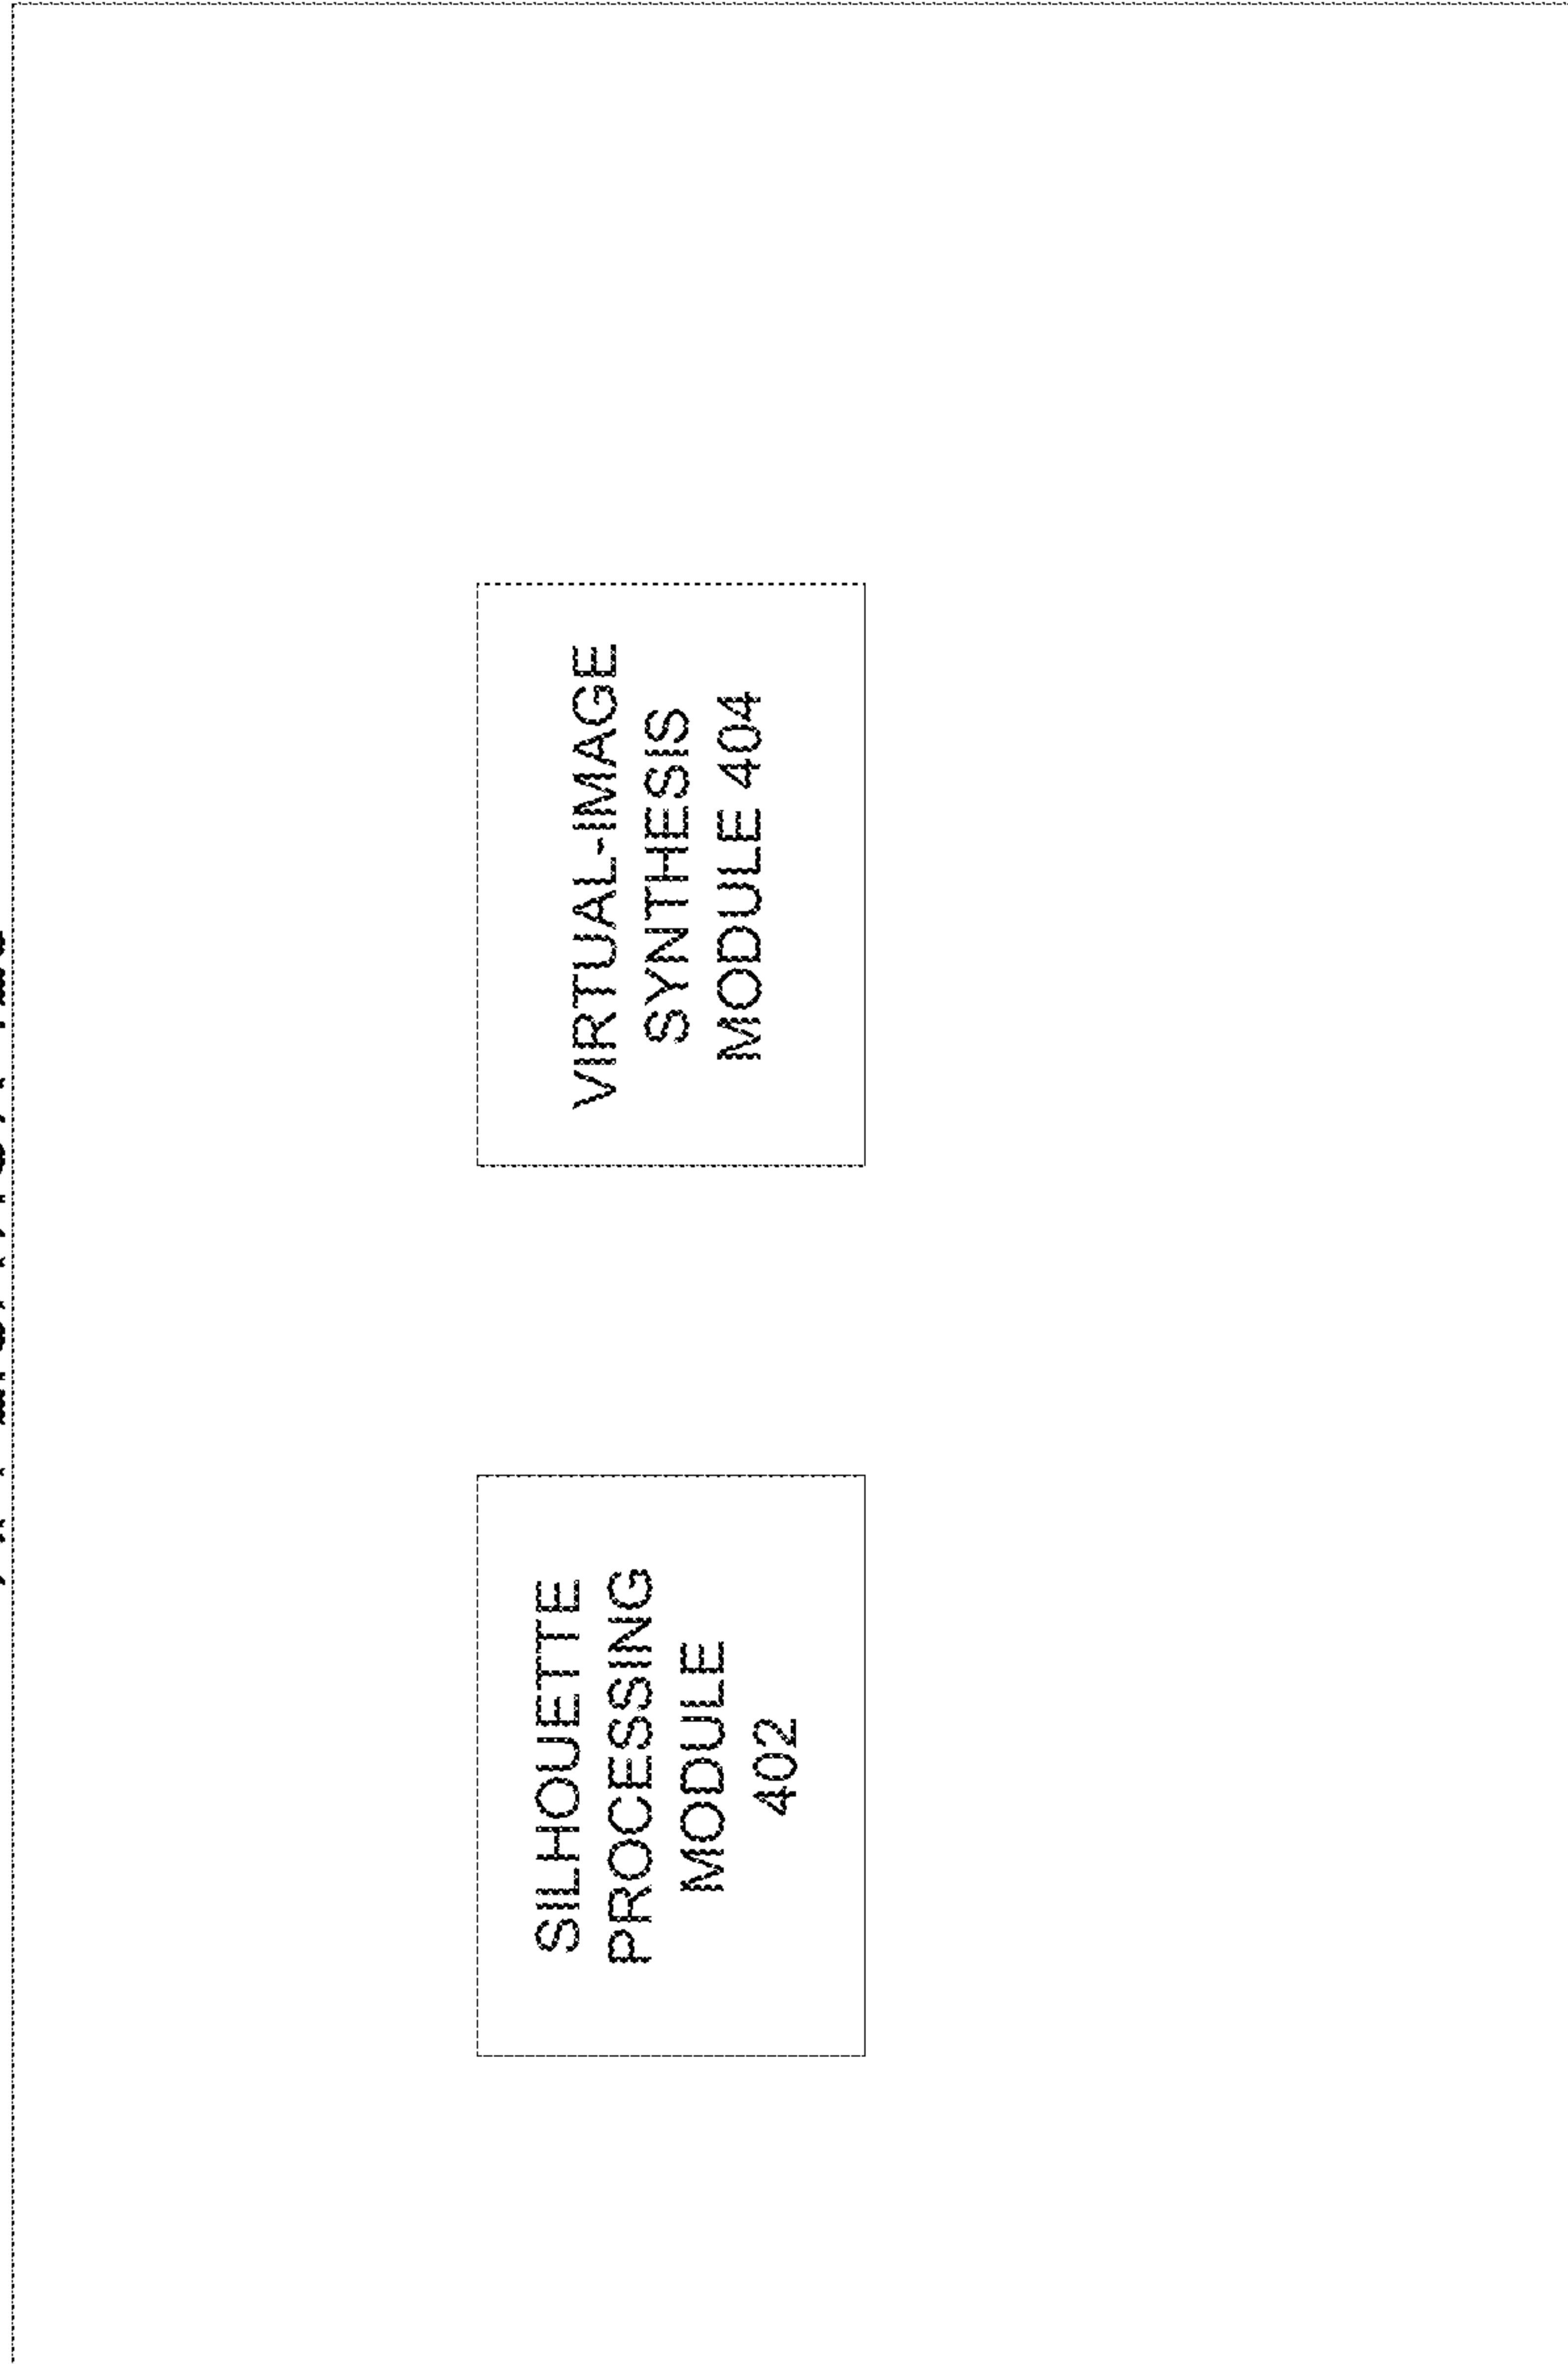 SILHOUETTE
PROCESSING
MODULE
402
VIRTUAL-IMAGE
SYNTHESIS
MODULE 404